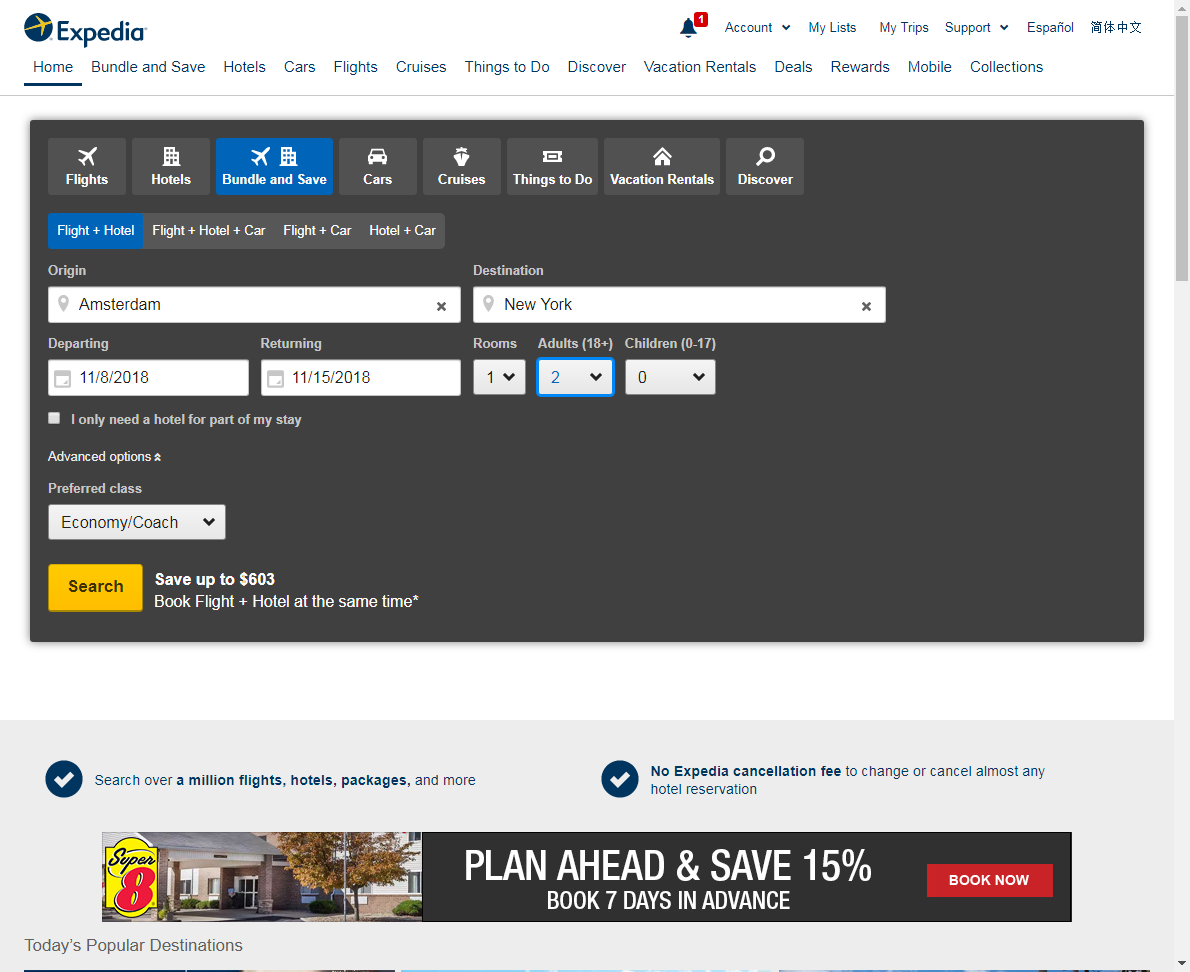 Expedia
1
Account
My Lists
My Trips
Support
Español
简体中文
Home
Bundle and Save
Hotels
Cars
Flights
Cruises
Things to Do
Discover
Vacation Rentals
Deals
Rewards
Mobile
Collections
Flights
Hotels
Bundle and Save
Cars
Cruises
Things to Do
Vacation Rentals
Discover
Flight + Hotel
Flight + Hotel + Car
Flight + Car
Hotel + Car
Origin
Destination
Amsterdam
New York
Departing
Returning
Rooms
Adults (18+)
Children (0-17)
11/8/2018
11/15/2018
1
2
0
I only need a hotel for part of my stay
Advanced options
Preferred class
Economy/Coach
Search
Save up to $603
Book Flight + Hotel at the same time*
Search over a million flights, hotels, packages, and more
No Expedia cancellation fee to change or cancel almost any
hotel reservation
Super
8
PLAN AHEAD & SAVE 15%
BOOK 7 DAYS IN ADVANCE
BOOK NOW
Today's Popular Destinations